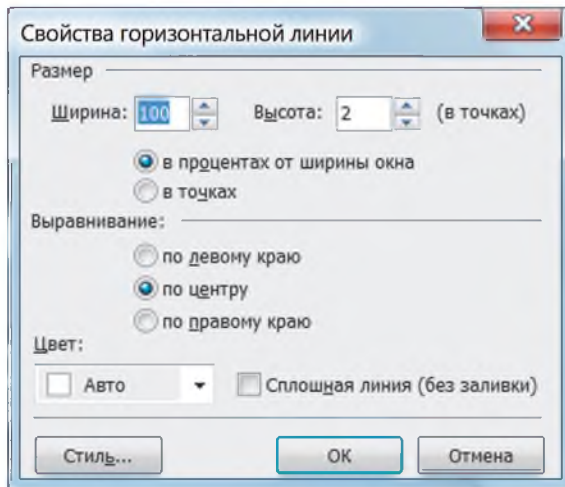 Свойства горизонтальной линии
Размер
Ширина: 100 Высота: 2 (в точках)
в процентах от ширины окна
в точках
Выравнивание:
по левому краю
по центру
по правому краю
Цвет:
Авто Сплошная линия (без заливки)
Стиль... ОК Отмена